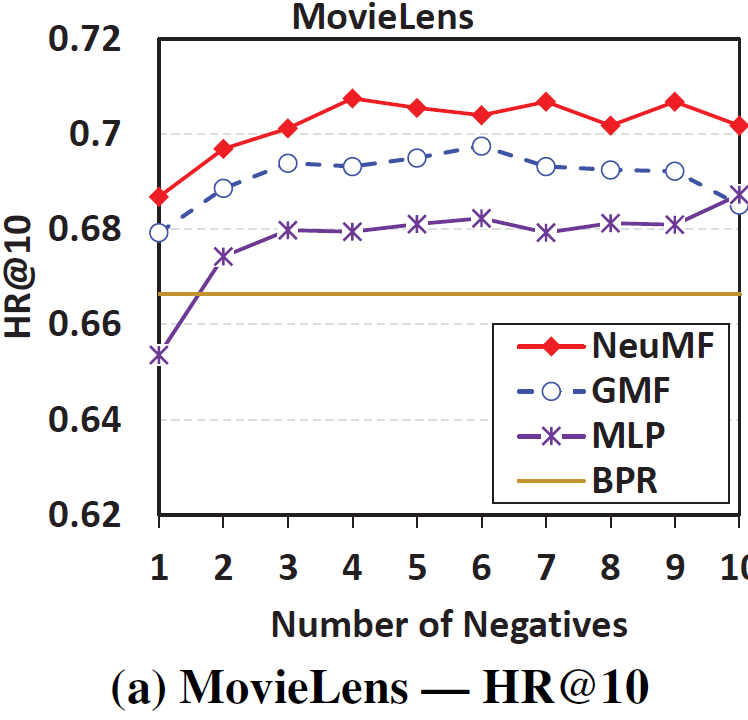 MovieLens
0.72
0.7
0.68
0.66
0.64
0.62
HR@10
NeuMF
GMF
MLP
BPR
1 2 3 4 5 6 7 8 9 10
Number of Negatives
(a) MovieLens — HR@10